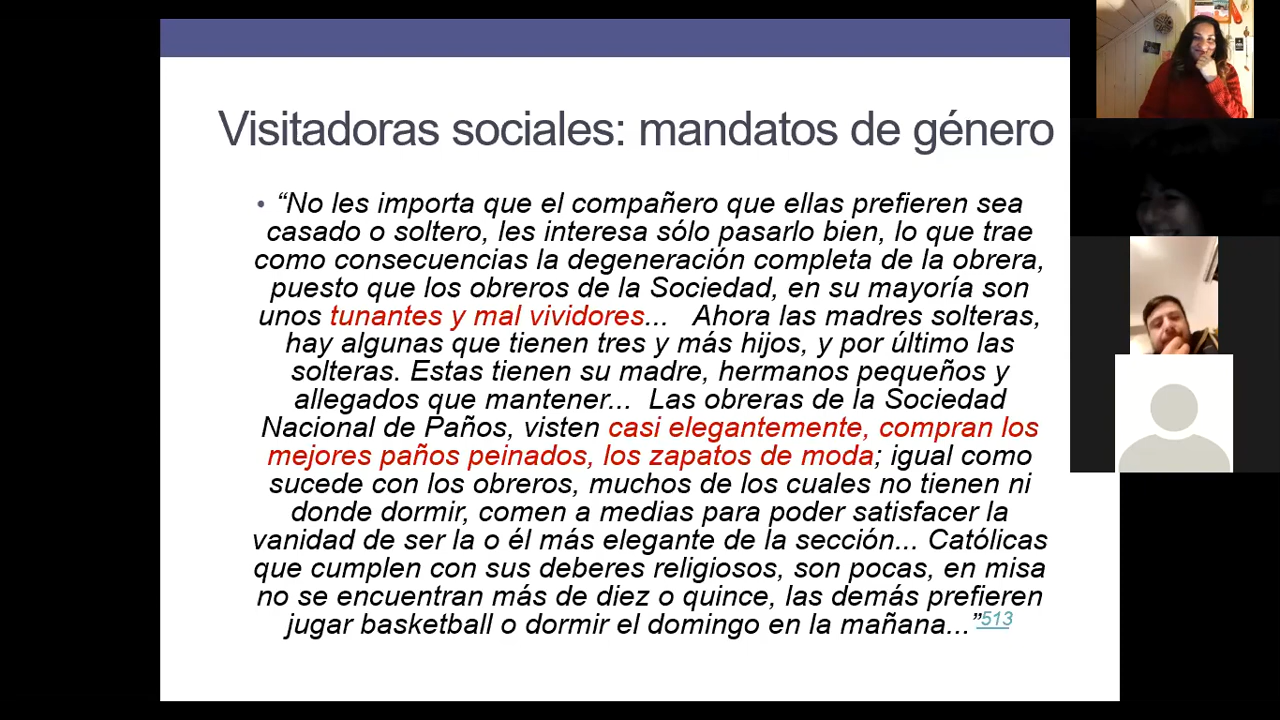 Visitadoras sociales: mandatos de género
• “No les importa que el compañero que ellas prefieren sea
casado o soltero, les interesa sólo pasarlo bien, lo que trae
como consecuencias la degeneración completa de la obrera,
puesto que los obreros de la Sociedad, en su mayoría son
unos tunantes y mal vividores... Ahora las madres solteras,
hay algunas que tienen tres y más hijos, y por último las
solteras. Estas tienen su madre, hermanos pequeños y
allegados que mantener... Las obreras de la Sociedad
Nacional de Paños, visten casi elegantemente, compran los
mejores paños peinados, los zapatos de moda; igual como
sucede con los obreros, muchos de los cuales no tienen ni
donde dormir, comen a medias para poder satisfacer la
vanidad de ser la o él más elegante de la sección... Católicas
que cumplen con sus deberes religiosos, son pocas, en misa
no se encuentran más de diez o quince, las demás prefieren
jugar basketball o dormir el domingo en la mañana...”513